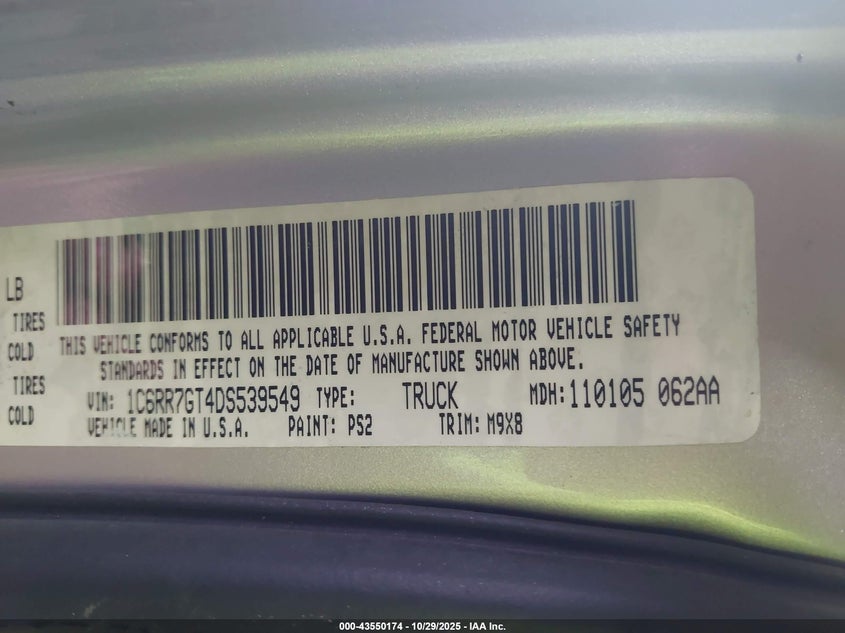 LB
TIRES
COLD
TIRES
COLD
THIS VEHICLE CONFORMS TO ALL APPLICABLE U.S.A. FEDERAL MOTOR VEHICLE SAFETY
STANDARDS IN EFFECT ON THE DATE OF MANUFACTURE SHOWN ABOVE.
VIN: 1C6RR7GT4DS539549 TYPE: TRUCK MDH: 110105 062AA
VEHICLE MADE IN U.S.A. PAINT: PS2 TRIM: M9X8
000-43550174 - 10/29/2025 - IAA Inc.